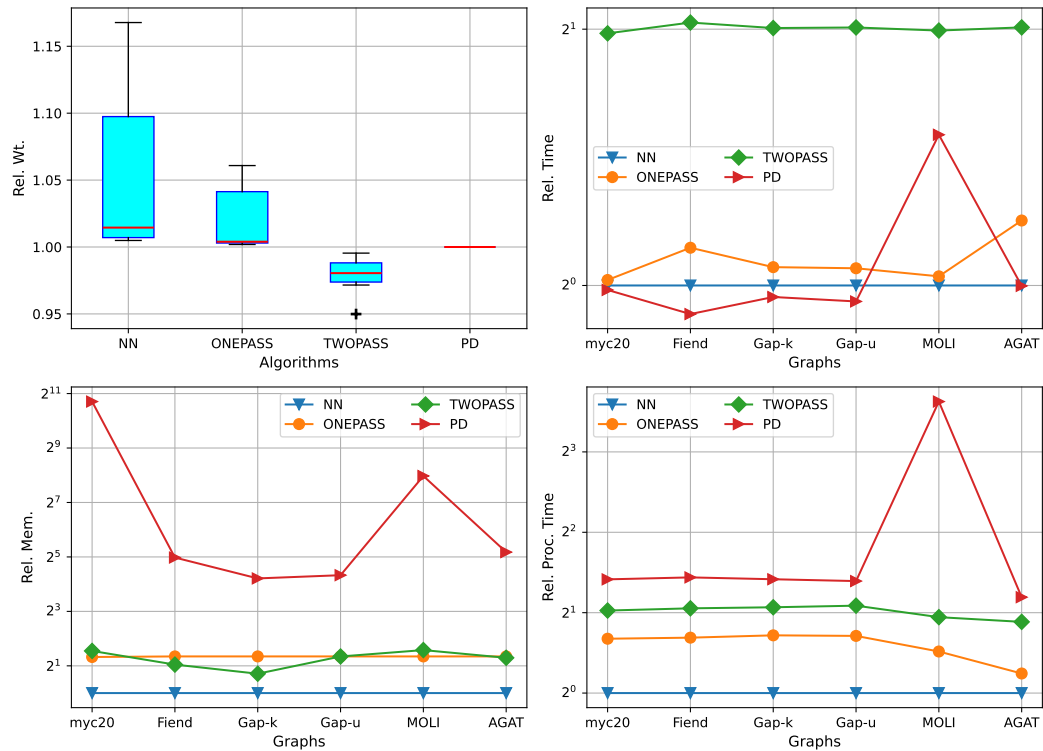 1.15
1.10
1.05
1.00
0.95
Rel. Wt.
NN ONEPASS TWOPASS PD
Algorithms
2^1
2^0
Rel. Time
NN TWOPASS
ONEPASS PD
myc20 Fiend Gap-k Gap-u MOLI AGAT
Graphs
2^11
2^9
2^7
2^5
2^3
2^1
Rel. Mem.
NN TWOPASS
ONEPASS PD
myc20 Fiend Gap-k Gap-u MOLI AGAT
Graphs
2^3
2^2
2^1
2^0
Rel. Proc. Time
NN TWOPASS
ONEPASS PD
myc20 Fiend Gap-k Gap-u MOLI AGAT
Graphs